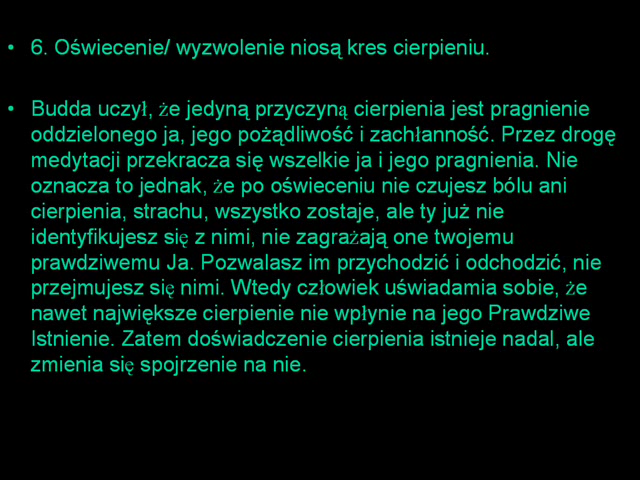 • 6. Oświecenie/ wyzwolenie niosą kres cierpieniu.
• Budda uczył, że jedyną przyczyną cierpienia jest pragnienie
oddzielonego ja, jego pożądliwość i zachłanność. Przez drogę
medytacji przekracza się wszelkie ja i jego pragnienia. Nie
oznacza to jednak, że po oświeceniu nie czujesz bólu ani
cierpienia, strachu, wszystko zostaje, ale ty już nie
identyfikujesz się z nimi, nie zagrażają one twojemu
prawdziwemu Ja. Pozwalasz im przychodzić i odchodzić, nie
przejmujesz się nimi. Wtedy człowiek uświadamia sobie, że
nawet największe cierpienie nie wpłynie na jego Prawdziwe
Istnienie. Zatem doświadczenie cierpienia istnieje nadal, ale
zmienia się spojrzenie na nie.